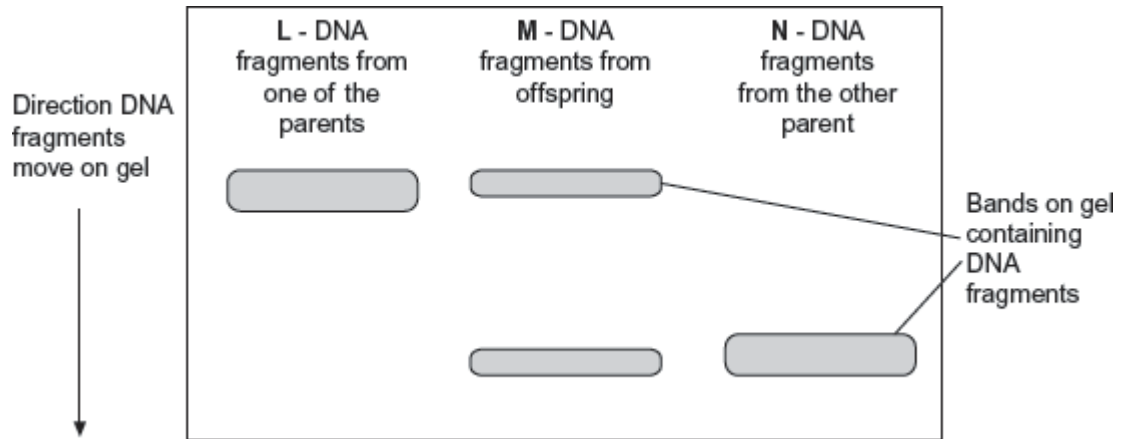 L - DNA
fragments from
one of the
parents
M - DNA
fragments from
offspring
N - DNA
fragments
from the other
parent
Direction DNA
fragments
move on gel
Bands on gel
containing
DNA
fragments